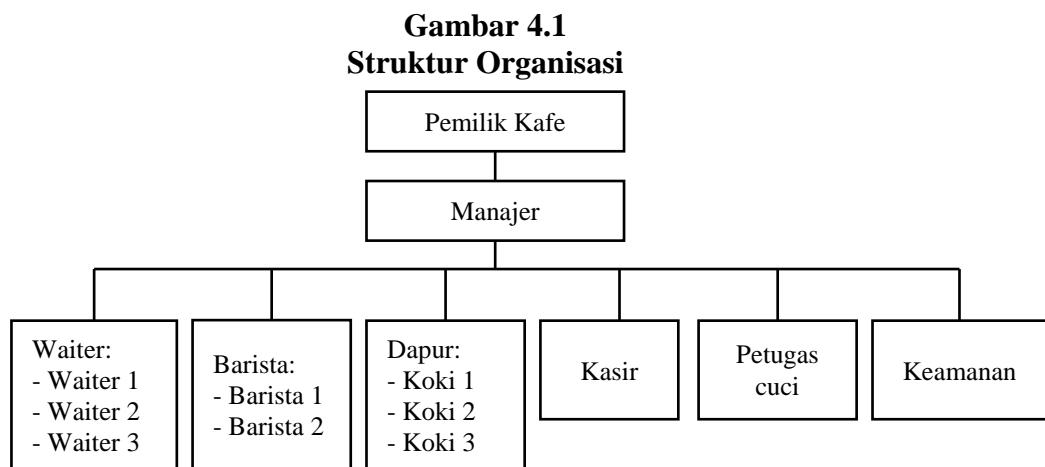 Gambar 4.1
Struktur Organisasi
Pemilik Kafe
Manajer
Waiter:
- Waiter 1
- Waiter 2
- Waiter 3
Barista:
- Barista 1
- Barista 2
Dapur:
- Koki 1
- Koki 2
- Koki 3
Kasir
Petugas
cuci
Keamanan